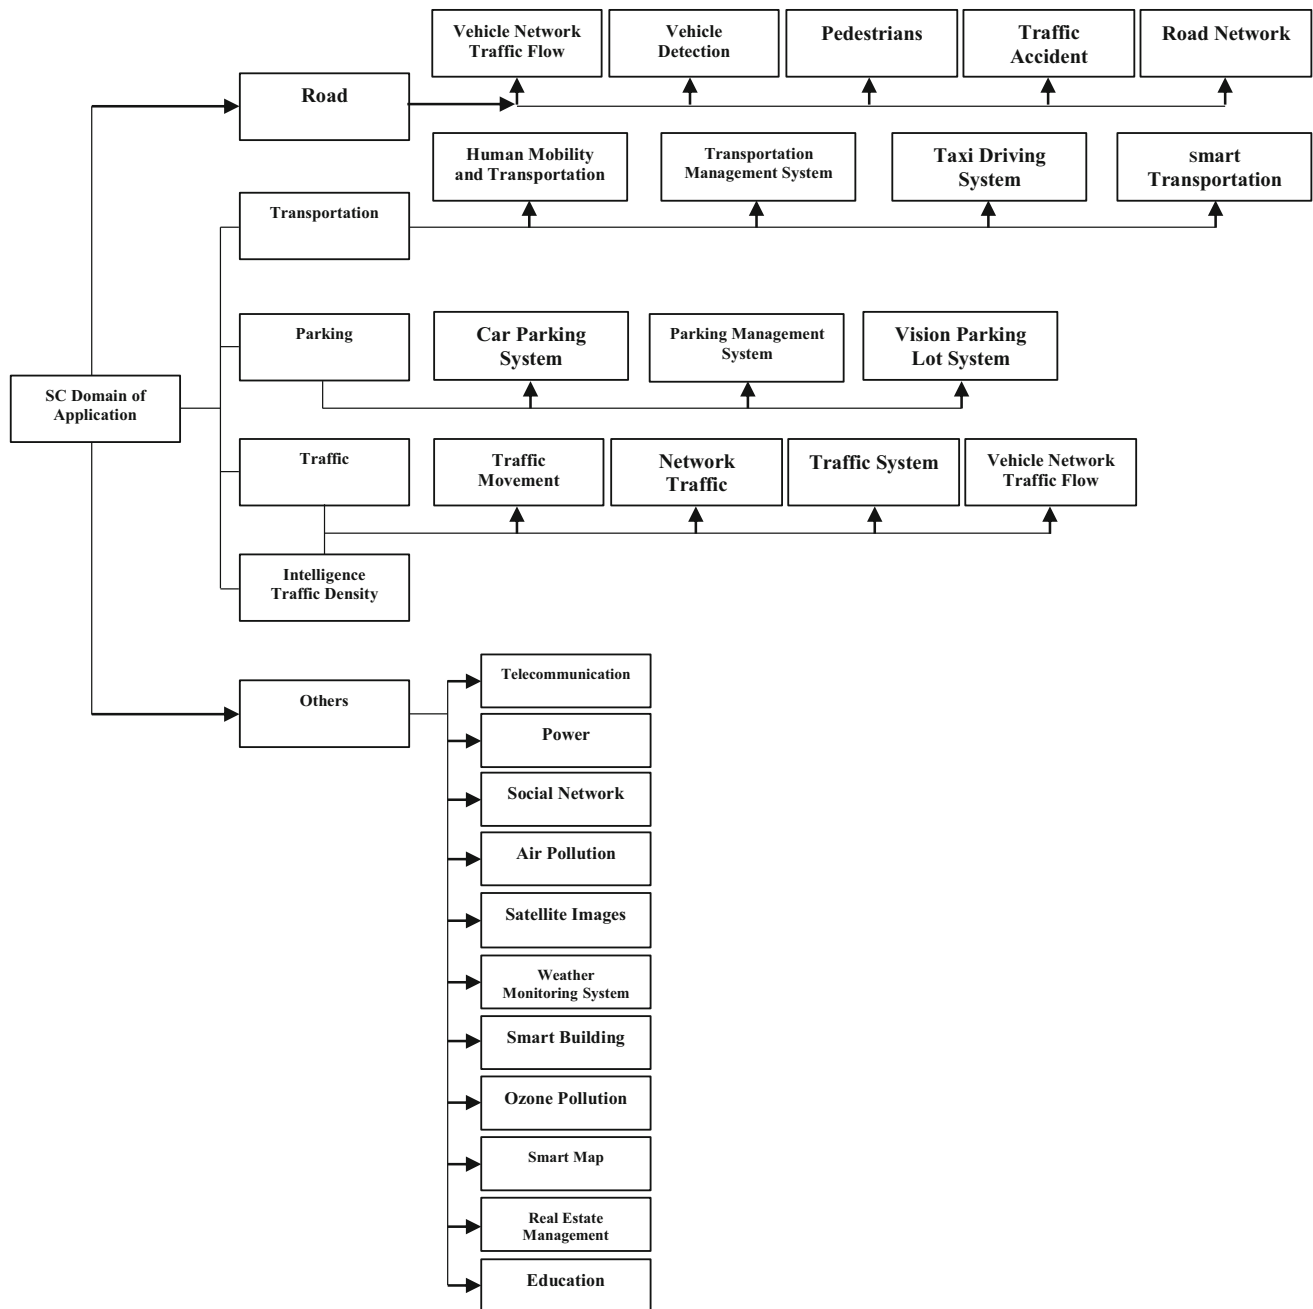 Vehicle Network
Traffic Flow
Vehicle
Detection
Pedestrians
Traffic
Accident
Road Network
Road
Human Mobility
and Transportation
Transportation
Management System
Taxi Driving
System
smart
Transportation
Transportation
Parking
Car Parking
System
Parking Management
System
Vision Parking
Lot System
SC Domain of
Application
Traffic
Traffic
Movement
Network
Traffic
Traffic System
Vehicle Network
Traffic Flow
Intelligence
Traffic Density
Others
Telecommunication
Power
Social Network
Air Pollution
Satellite Images
Weather
Monitoring System
Smart Building
Ozone Pollution
Smart Map
Real Estate
Management
Education